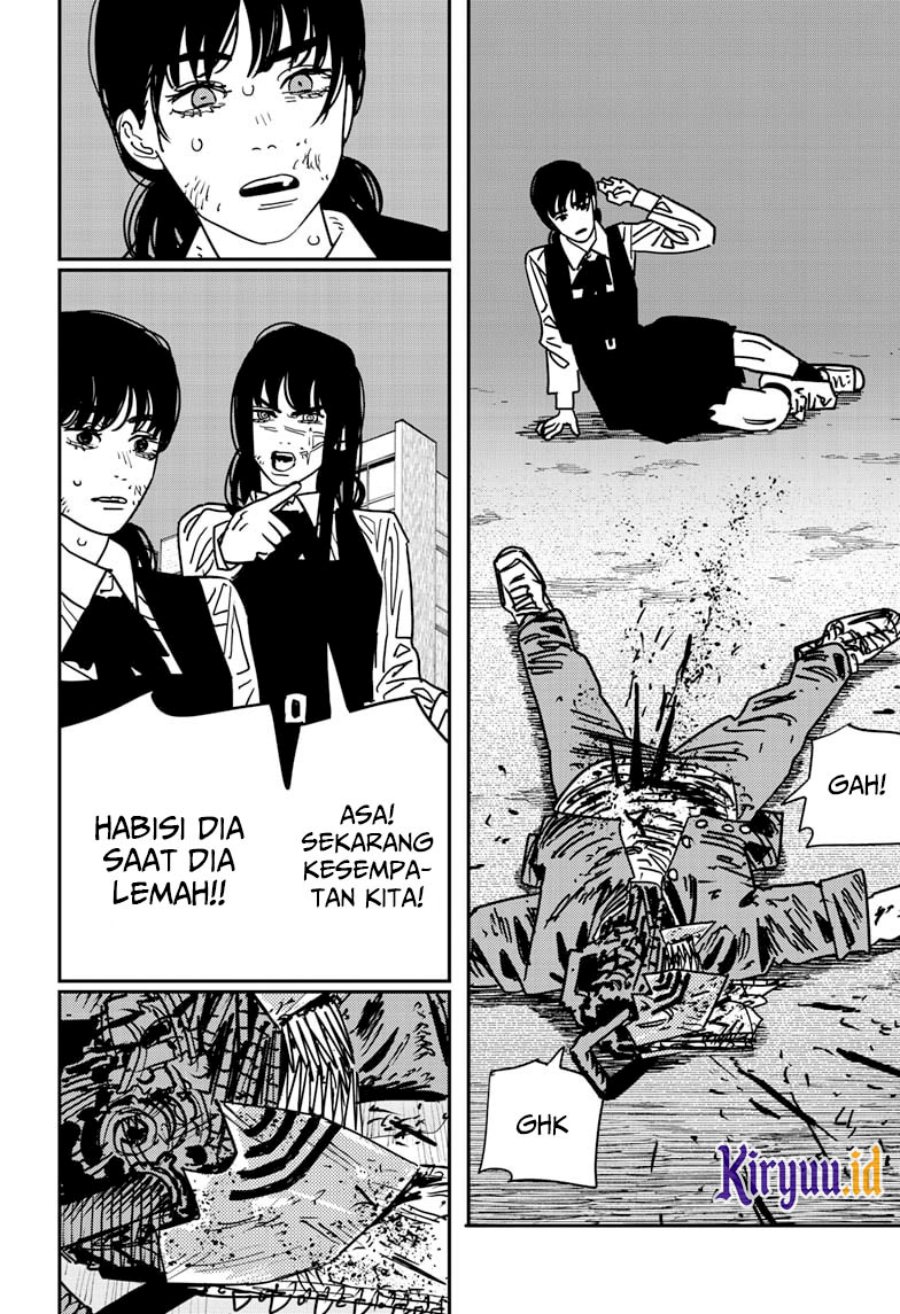 GAH!
GHK
ASA!
SEKARANG
KESEMPA-
TAN KITA!
HABISI DIA
SAAT DIA
LEMAH!!
Kiryuu.id